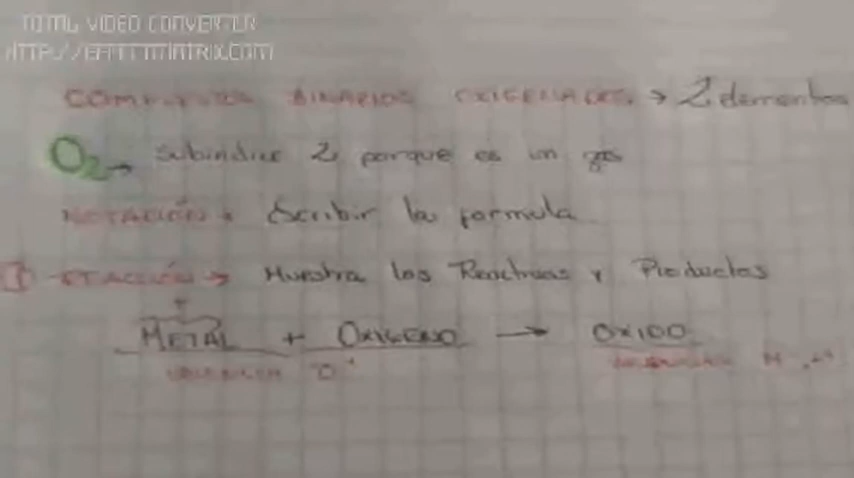 TOTAL VIDEO CONVERTER
HTTP://EFFECTMATRIX.COM
COMPUESTOS BINARIOS OXIGENADOS → 2 elementos
O2 → subindice 2 porque es un gas
NOTACIÓN → Escribir la formula
→ Muestra los Reactivos y Productos
METAL + OXIGENO → OXIDO
"0"